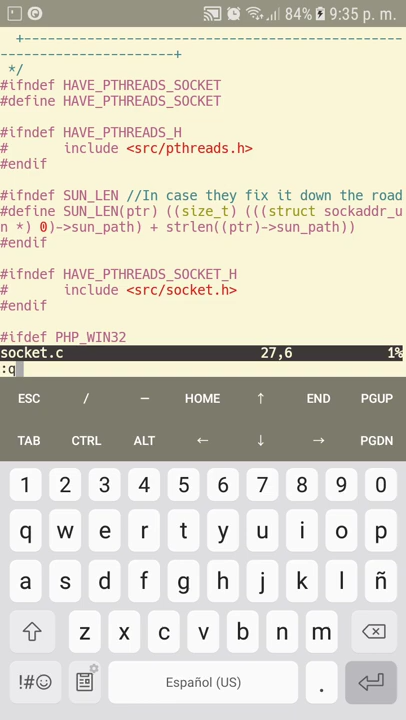 84% 9:35 p. m.
+-----------------------------------------------
----------------------+
*/
#ifndef HAVE_PTHREADS_SOCKET
#define HAVE_PTHREADS_SOCKET
#ifndef HAVE_PTHREADS_H
#       include <src/pthreads.h>
#endif
#ifndef SUN_LEN //In case they fix it down the road
#define SUN_LEN(ptr) ((size_t) (((struct sockaddr_u
n *) 0)->sun_path) + strlen((ptr)->sun_path))
#endif
#ifndef HAVE_PTHREADS_SOCKET_H
#       include <src/socket.h>
#endif
#ifdef PHP_WIN32
socket.c 27,6 1%
:q
ESC / — HOME ↑ END PGUP
TAB CTRL ALT ← ↓ → PGDN
1 2 3 4 5 6 7 8 9 0
q w e r t y u i o p
a s d f g h j k l ñ
z x c v b n m
!#☺ Español (US) .